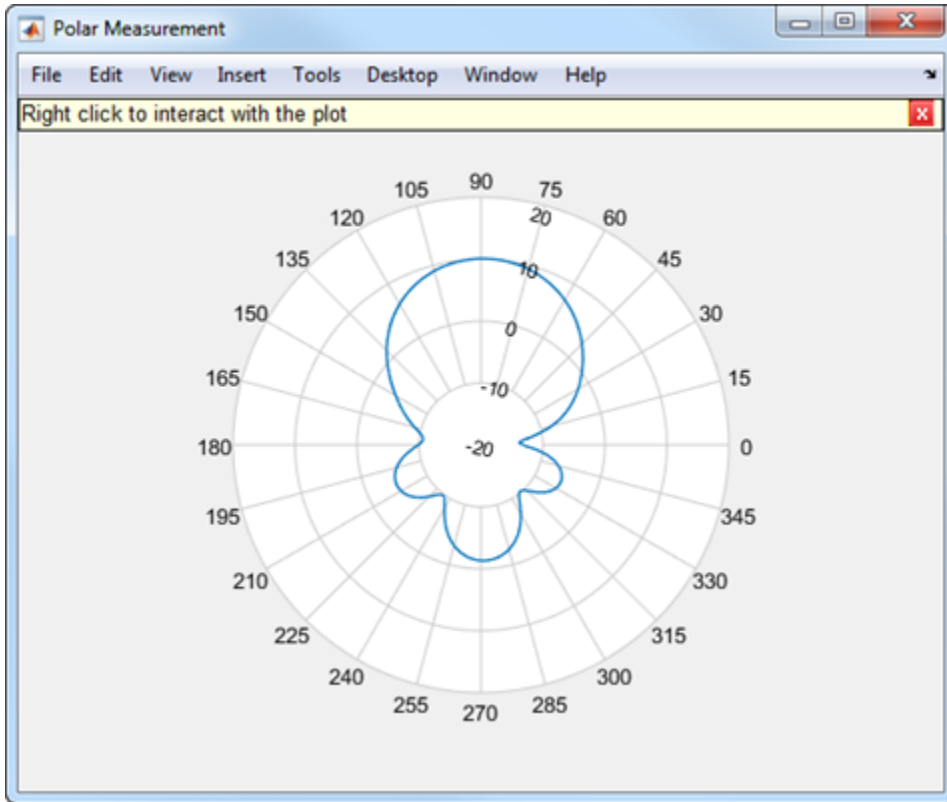 Polar Measurement
File Edit View Insert Tools Desktop Window Help
Right click to interact with the plot
90
105 75
120 20 60
135 45
10
150 0 30
165 -10 15
180 -20 0
195 345
210 330
225 315
240 300
255 285
270